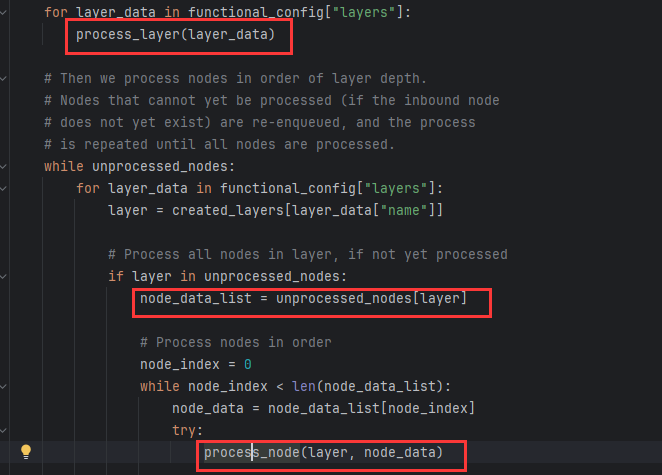 for layer_data in functional_config["layers"]:
    process_layer(layer_data)

# Then we process nodes in order of layer depth.
# Nodes that cannot yet be processed (if the inbound node
# does not yet exist) are re-enqueued, and the process
# is repeated until all nodes are processed.
while unprocessed_nodes:
    for layer_data in functional_config["layers"]:
        layer = created_layers[layer_data["name"]]

        # Process all nodes in layer, if not yet processed
        if layer in unprocessed_nodes:
            node_data_list = unprocessed_nodes[layer]

            # Process nodes in order
            node_index = 0
            while node_index < len(node_data_list):
                node_data = node_data_list[node_index]
                try:
                    process_node(layer, node_data)